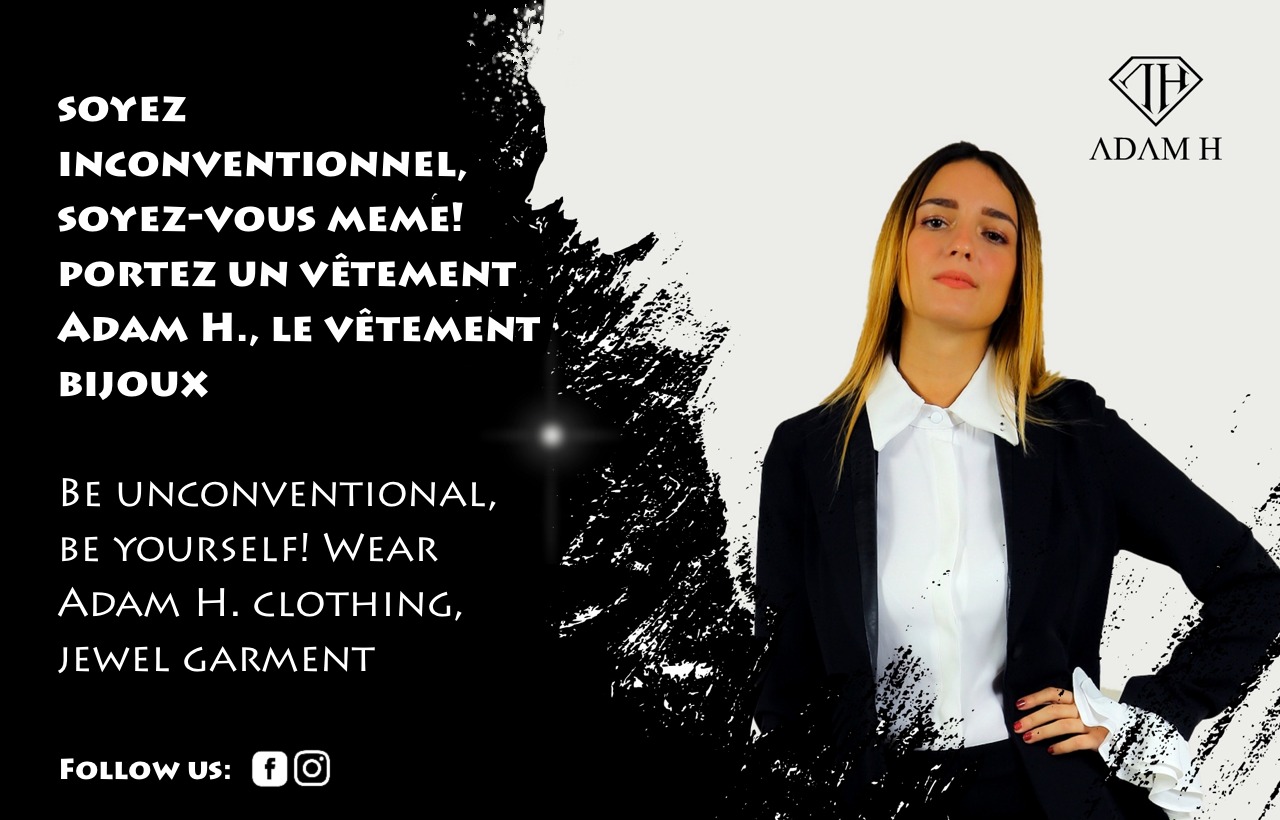 SOYEZ
INCONVENTIONNEL,
SOYEZ-VOUS MEME!
PORTEZ UN VÊTEMENT
ADAM H., LE VÊTEMENT
BIJOUX
BE UNCONVENTIONAL,
BE YOURSELF! WEAR
ADAM H. CLOTHING,
JEWEL GARMENT
FOLLOW US:
ADAM H